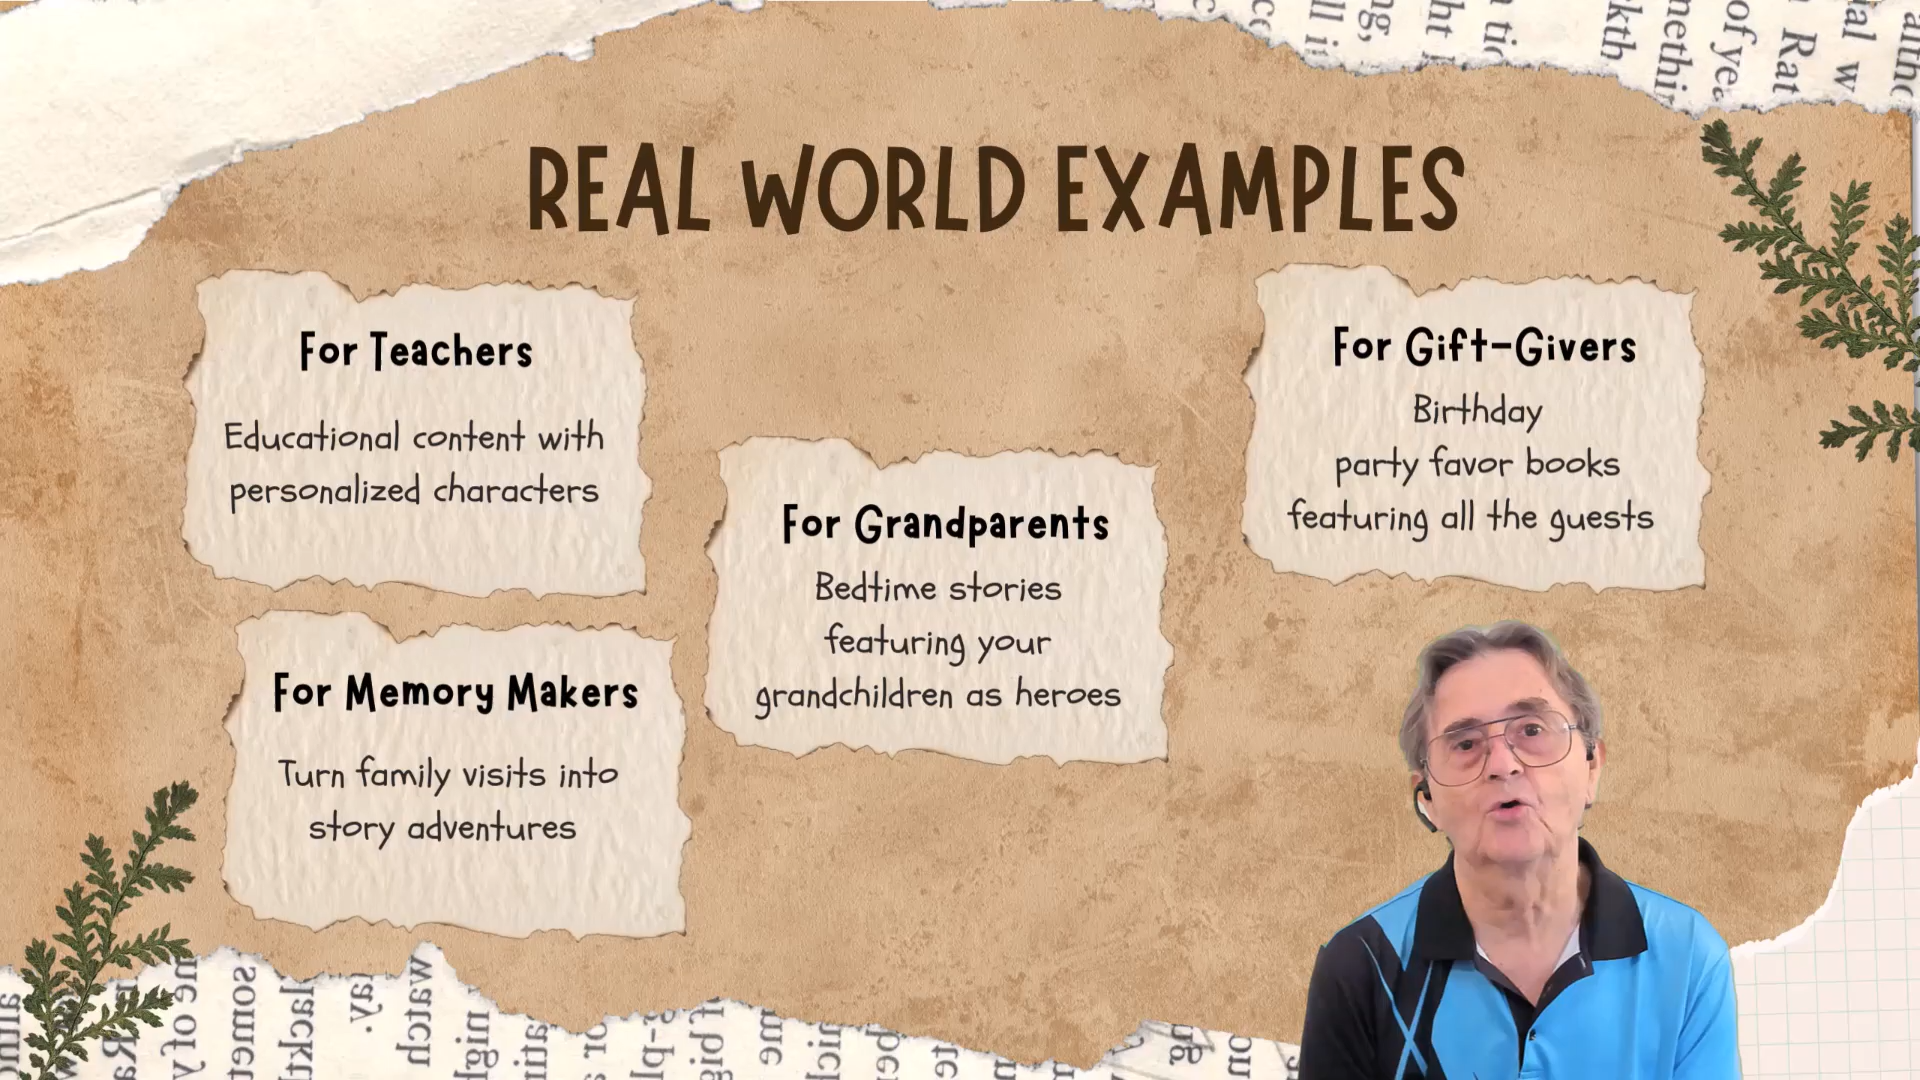 REAL WORLD EXAMPLES
For Teachers
Educational content with
personalized characters
For Memory Makers
Turn family visits into
story adventures
For Grandparents
Bedtime stories
featuring your
grandchildren as heroes
For Gift-Givers
Birthday
party favor books
featuring all the guests